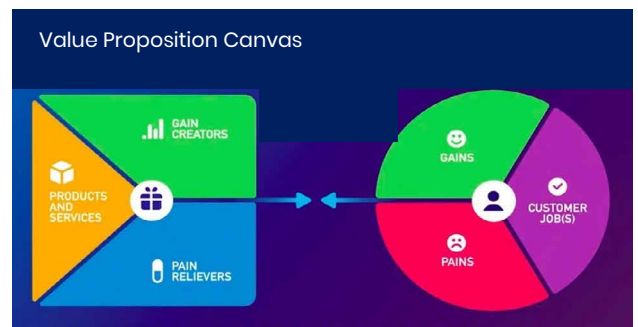 Value Proposition Canvas
GAIN
CREATORS
PRODUCTS
AND
SERVICES
PAIN
RELIEVERS
GAINS
CUSTOMER
JOB(S)
PAINS